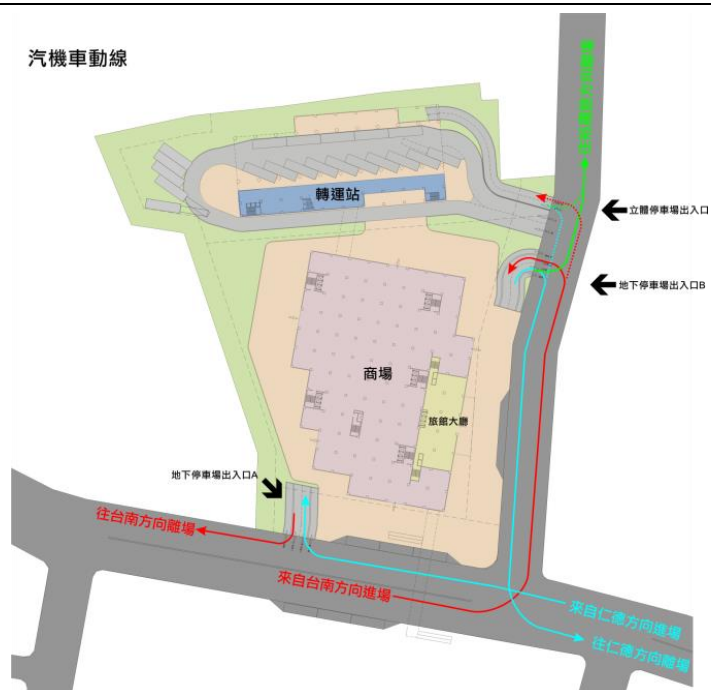 汽機車動線
轉運站
立體停車場出入口
地下停車場出入口B
商場
旅館大廳
地下停車場出入口A
往台南方向離場
來自台南方向進場
來自仁德方向進場
往仁德方向離場